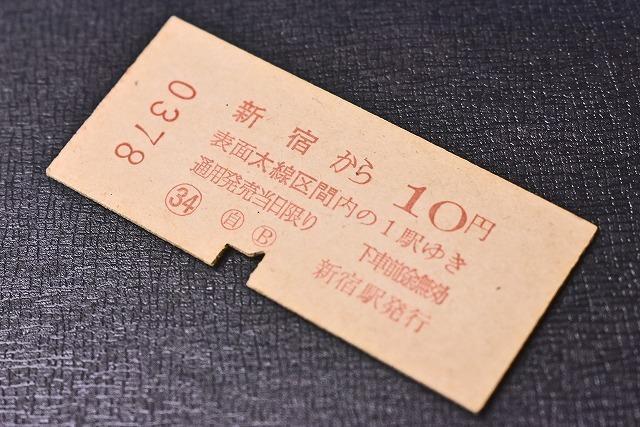 0378
新宿から 10円
表面太線区間内の1駅ゆき
通用発売当日限り 下車前途無効
㉞ 自 B 新宿駅発行